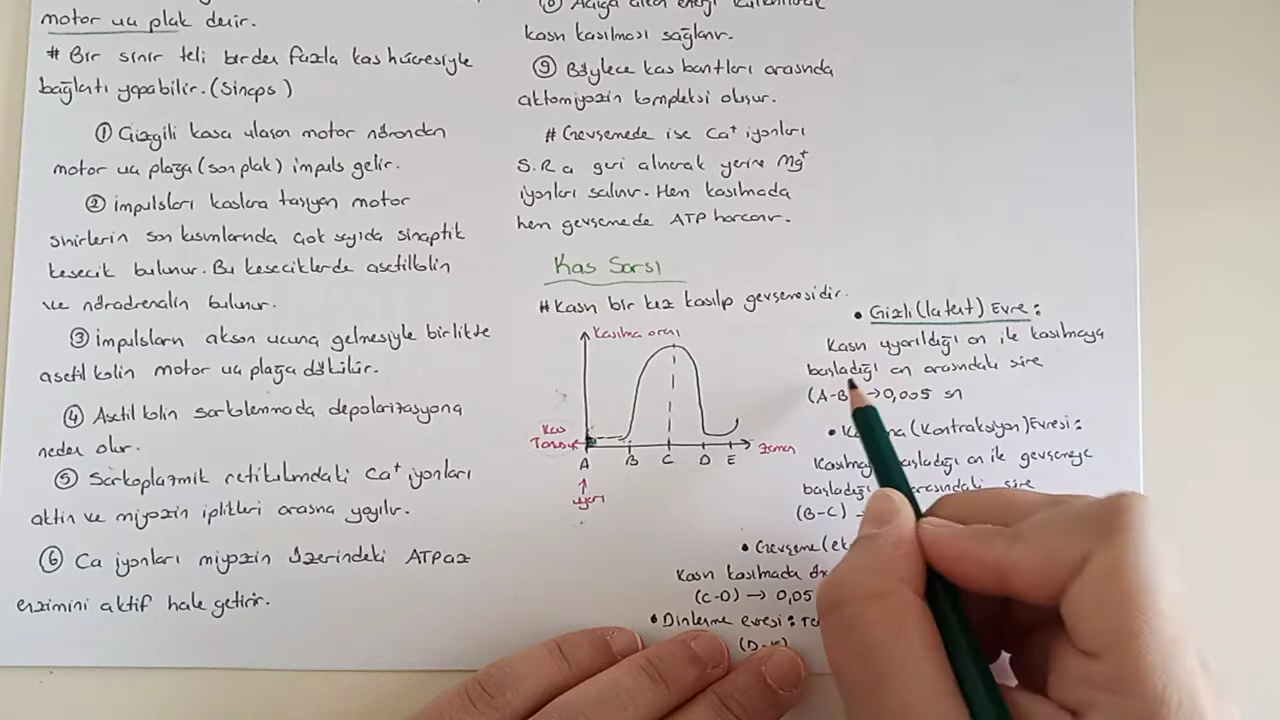 motor uç plak denir.
# Bir sinir teli birden fazla kas hücresiyle
bağlantı yapabilir. (Sinaps)
① Çizgili kasa ulaşan motor nörondan
motor uç plağa (son plak) impuls gelir.
② impulsları kaslara taşıyan motor
sinirlerin son kısımlarında çok sayıda sinaptik
kesecik bulunur. Bu keseciklerde asetilkolin
ve nöradrenalin bulunur.
③ impulsların akson ucuna gelmesiyle birlikte
asetilkolin motor uç plağa dökülür.
④ Asetilkolin sarkolemmada depolarizasyona
neden olur.
⑤ Sarkoplazmik retikulumdaki Ca⁺ iyonları
aktin ve miyozin iplikleri arasına yayılır.
⑥ Ca iyonları miyozin üzerindeki ATPaz
enzimini aktif hale getirir.
⑧ Açığa çıkan enerji
kasın kasılması sağlanır.
⑨ Böylece kas bantları arasında
aktomiyozin kompleksi oluşur.
# Gevşemede ise Ca⁺ iyonları
S.R a geri alınarak yerine Mg⁺
iyonları salınır. Hem kasılmada
hem gevşemede ATP harcanır.
Kas Sarsı
# Kasın bir kez kasılıp gevşemesidir.
Kasılma oranı
Kas
Tonusu
A B C D E Zaman
uyarı
• Gizli (latent) Evre:
Kasın uyarıldığı an ile kasılmaya
başladığı an arasındaki süre
(A-B) → 0,005 sn
• (Kontraksiyon) Evresi:
başladığı an ile gevşemeye
başladığı arasındaki süre
(B-C)
• Gevşeme
Kasın kasılmada
(C-D) → 0,05
• Dinlenme evresi:
(D-E)